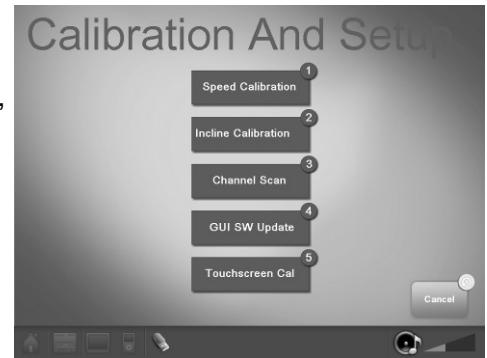 Calibration And Setup
1
Speed Calibration
2
Incline Calibration
3
Channel Scan
4
GUI SW Update
5
Touchscreen Cal
Cancel